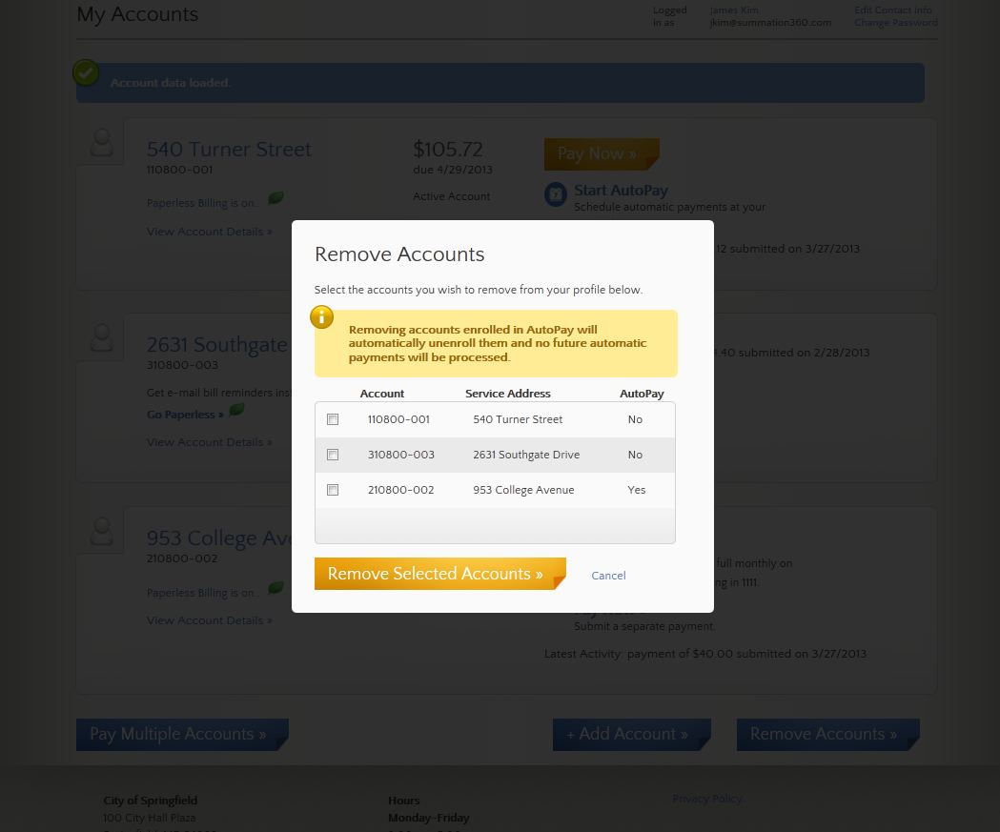 My Accounts
Logged in as
James Kim
jkim@summation360.com
Edit Contact Info
Change Password
Account data loaded.
540 Turner Street
110800-001
Paperless Billing is on..
View Account Details »
$105.72
due 4/29/2013
Active Account
Pay Now »
Start AutoPay
Schedule automatic payments at your
12 submitted on 3/27/2013
Remove Accounts
Select the accounts you wish to remove from your profile below.
Removing accounts enrolled in AutoPay will
automatically unenroll them and no future automatic
payments will be processed.
Account Service Address AutoPay
110800-001 540 Turner Street No
310800-003 2631 Southgate Drive No
210800-002 953 College Avenue Yes
Remove Selected Accounts » Cancel
2631 Southgate
310800-003
Get e-mail bill reminders
Go Paperless »
View Account Details »
.40 submitted on 2/28/2013
953 College
210800-002
Paperless Billing is on..
View Account Details »
full monthly on
in 1111.
Submit a separate payment.
Latest Activity: payment of $40.00 submitted on 3/27/2013
Pay Multiple Accounts »
+ Add Account »
Remove Accounts »
City of Springfield
100 City Hall Plaza
Hours
Monday-Friday
Privacy Policy